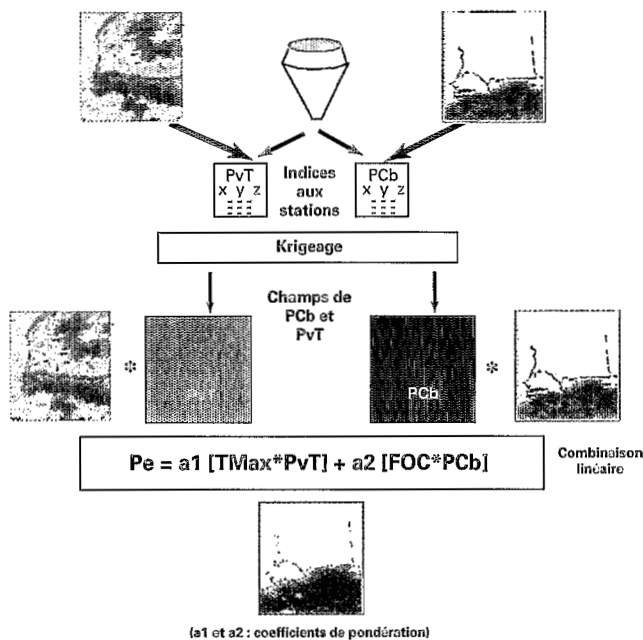 PvT
x y z
Indices
aux
stations
PCb
x y z
Krigeage
Champs de
PCb et
PvT
*
PCb
*
Pe = a1 [TMax*PvT] + a2 [FOC*PCb]
Combinaison
linéaire
(a1 et a2 : coefficients de pondération)